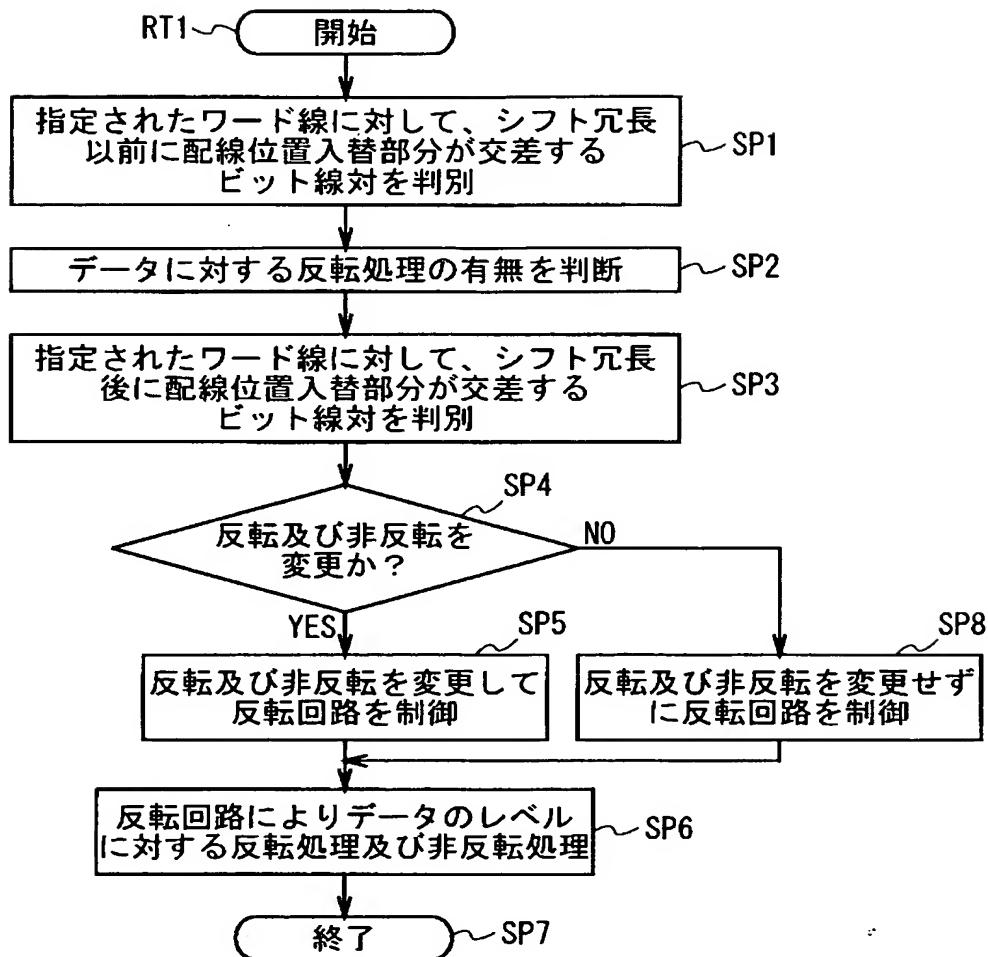 RT1
開始
指定されたワード線に対して、シフト冗長
以前に配線位置入替部分が交差する
ビット線対を判別
SP1
データに対する反転処理の有無を判断
SP2
指定されたワード線に対して、シフト冗長
後に配線位置入替部分が交差する
ビット線対を判別
SP3
SP4
反転及び非反転を
変更か?
NO
YES
SP5
SP8
反転及び非反転を変更して
反転回路を制御
反転及び非反転を変更せず
に反転回路を制御
反転回路によりデータのレベル
に対する反転処理及び非反転処理
SP6
終了
SP7